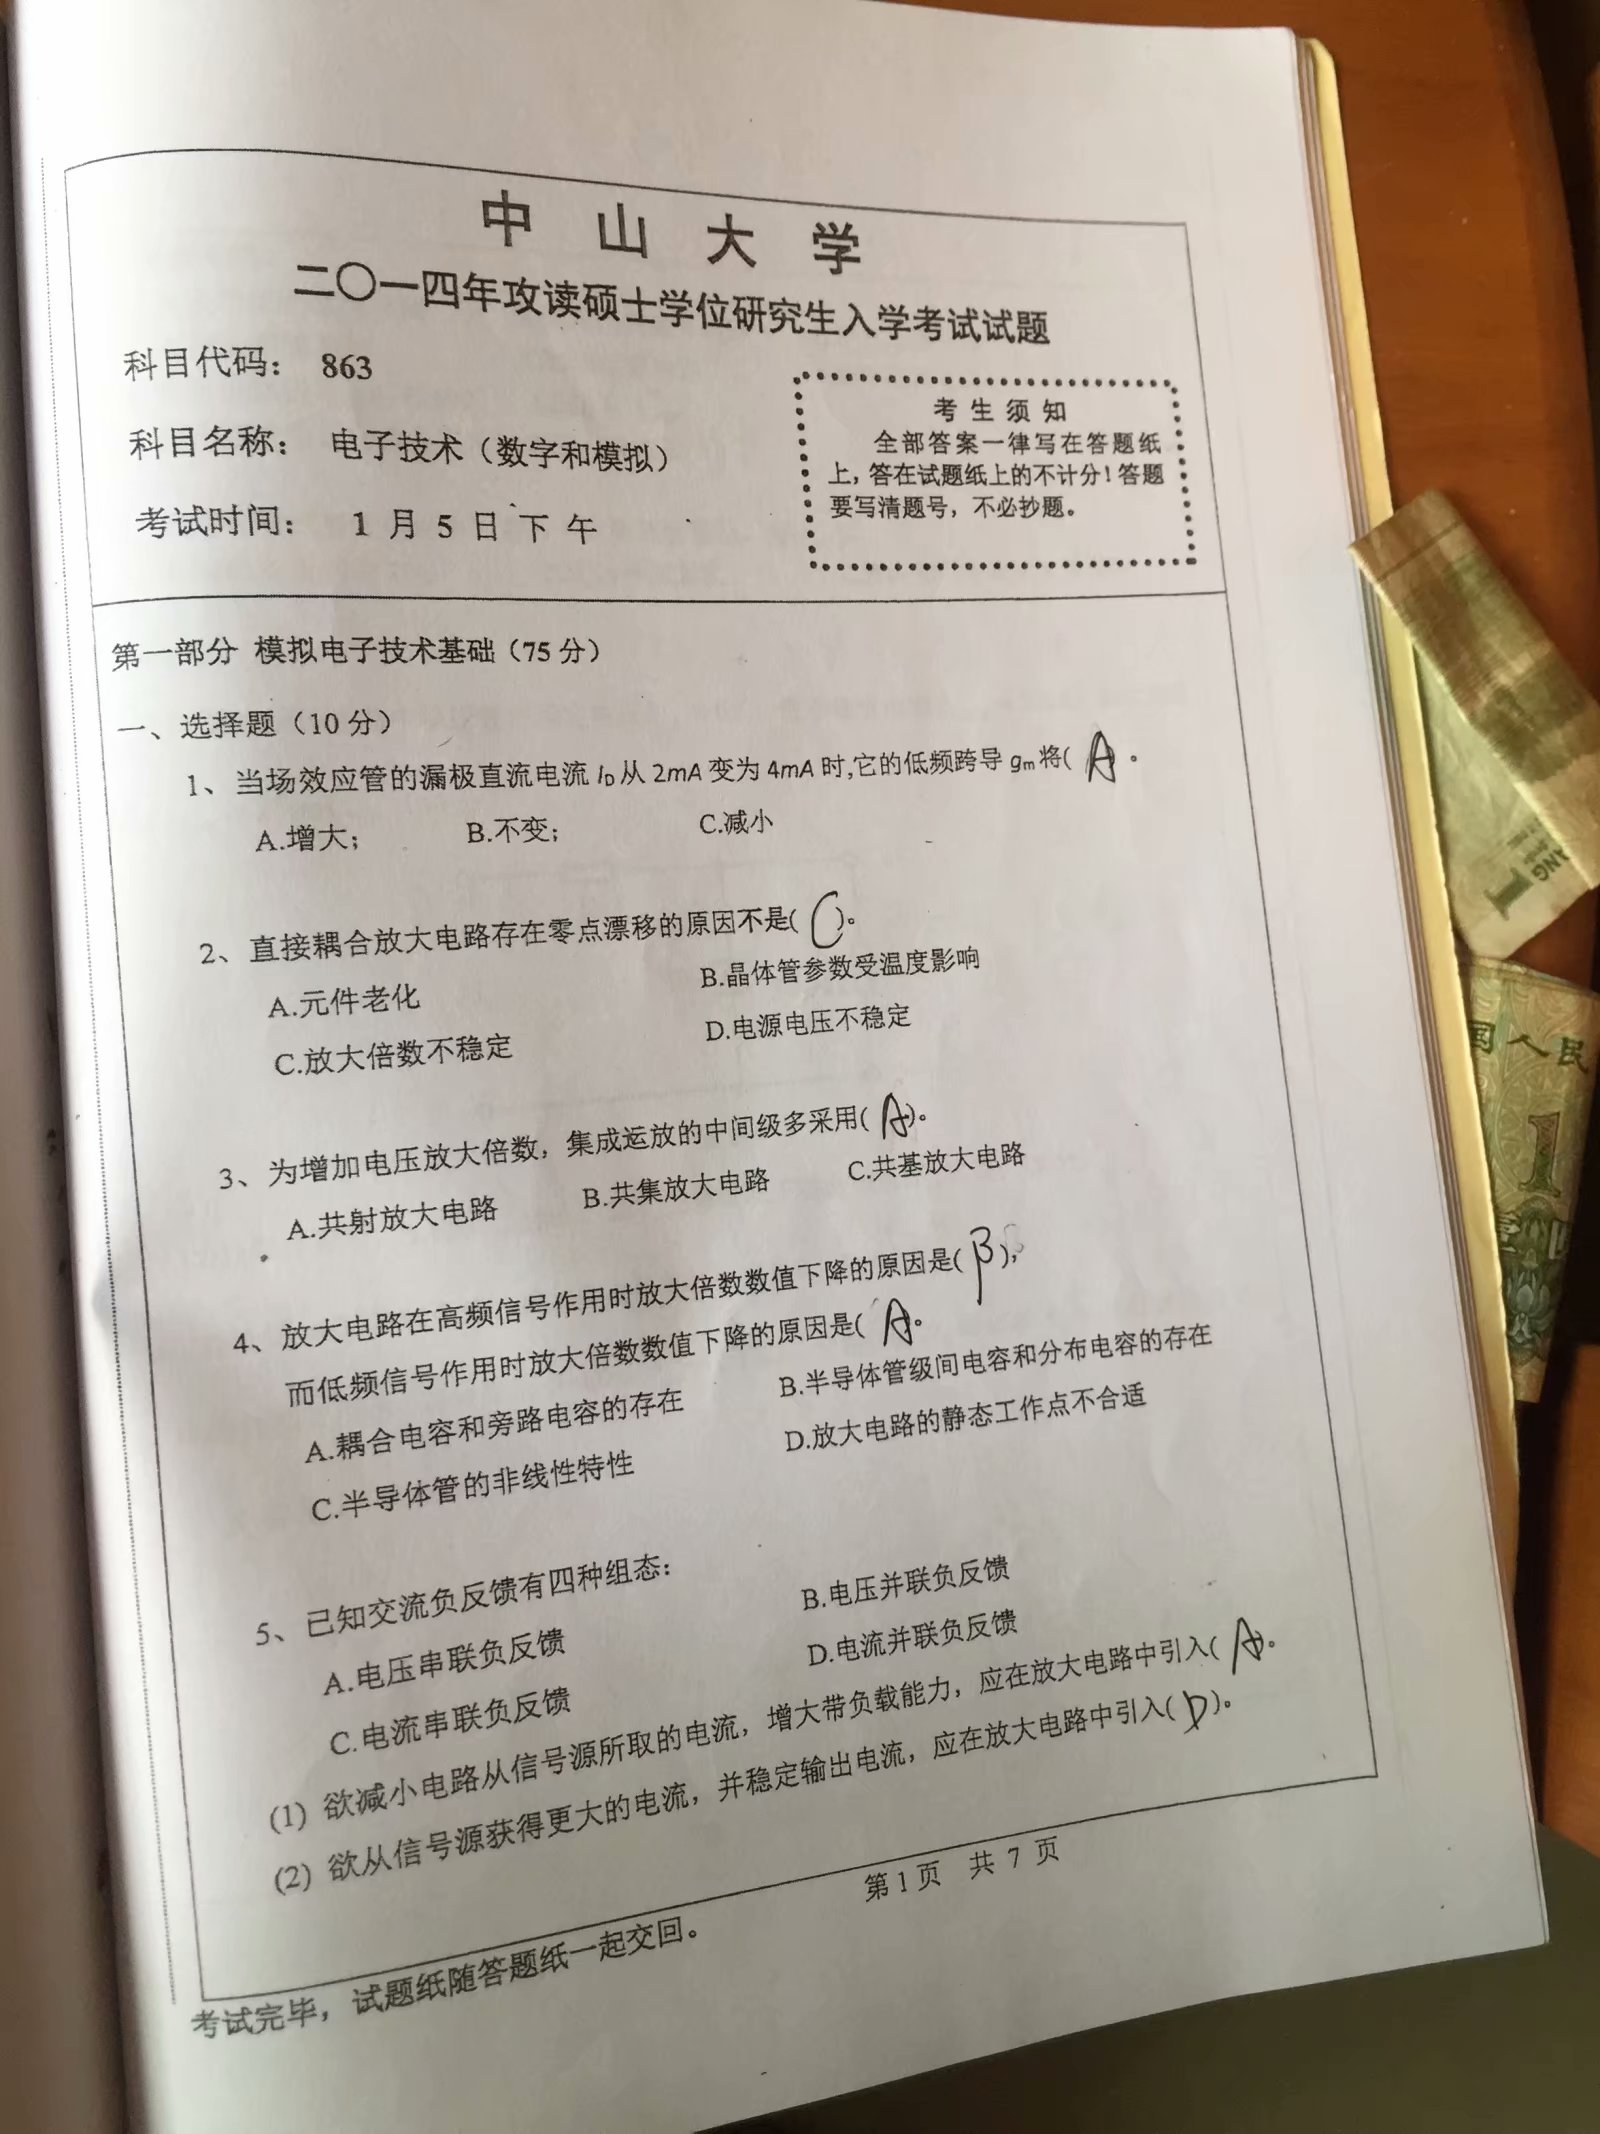 中 山 大 学
二〇一四年攻读硕士学位研究生入学考试试题
科目代码： 863
科目名称： 电子技术（数字和模拟）
考试时间： 1 月 5 日 下 午
考 生 须 知
全部答案一律写在答题纸
上，答在试题纸上的不计分！答题
要写清题号，不必抄题。
第一部分 模拟电子技术基础（75 分）
一、选择题（10 分）
1、当场效应管的漏极直流电流 ID 从 2mA 变为 4mA 时,它的低频跨导 gm 将( A )。
A.增大； B.不变； C.减小
2、直接耦合放大电路存在零点漂移的原因不是( C )。
A.元件老化 B.晶体管参数受温度影响
C.放大倍数不稳定 D.电源电压不稳定
3、为增加电压放大倍数，集成运放的中间级多采用( A )。
A.共射放大电路 B.共集放大电路 C.共基放大电路
4、放大电路在高频信号作用时放大倍数数值下降的原因是( B )，
而低频信号作用时放大倍数数值下降的原因是( A )。
A.耦合电容和旁路电容的存在 B.半导体管级间电容和分布电容的存在
C.半导体管的非线性特性 D.放大电路的静态工作点不合适
5、已知交流负反馈有四种组态：
A.电压串联负反馈 B.电压并联负反馈
C.电流串联负反馈 D.电流并联负反馈
(1) 欲减小电路从信号源所取的电流，增大带负载能力，应在放大电路中引入( A )。
(2) 欲从信号源获得更大的电流，并稳定输出电流，应在放大电路中引入( D )。
第 1 页 共 7 页
考试完毕，试题纸随答题纸一起交回。
1
国人民
1